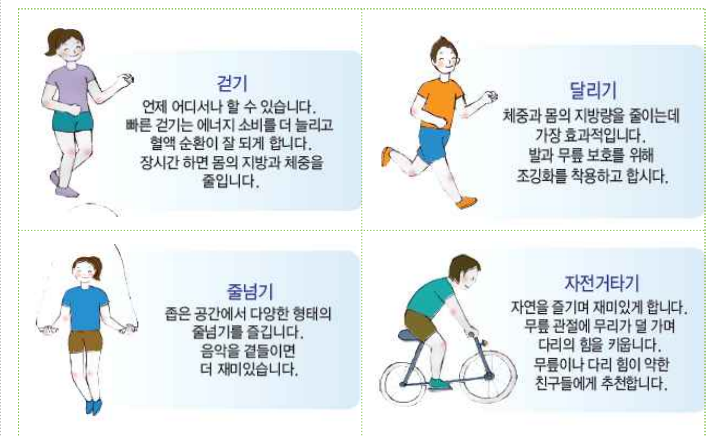 걷기
언제 어디서나 할 수 있습니다.
빠른 걷기는 에너지 소비를 더 늘리고
혈액 순환이 잘 되게 합니다.
장시간 하면 몸의 지방과 체중을
줄입니다.
달리기
체중과 몸의 지방량을 줄이는데
가장 효과적입니다.
발과 무릎 보호를 위해
조깅화를 착용하고 합시다.
줄넘기
좁은 공간에서 다양한 형태의
줄넘기를 즐깁니다.
음악을 곁들이면
더 재미있습니다.
자전거타기
자연을 즐기며 재미있게 합니다.
무릎 관절에 무리가 덜 가며
다리의 힘을 키웁니다.
무릎이나 다리 힘이 약한
친구들에게 추천합니다.